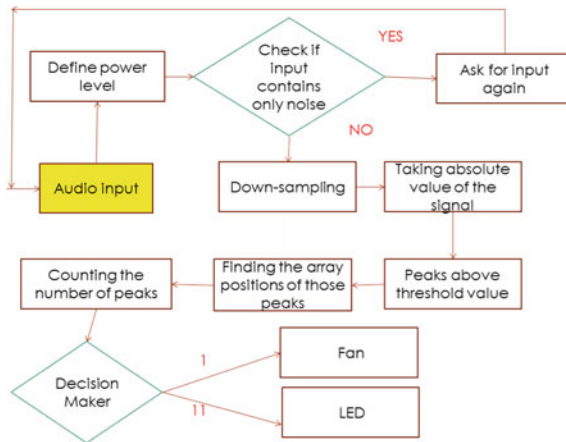 YES
Define power
level
Check if
input
contains
only noise
Ask for input
again
NO
Audio input
Down-sampling
Taking absolute
value of the
signal
Counting the
number of peaks
Finding the array
positions of those
peaks
Peaks above
threshold value
Decision
Maker
1
Fan
11
LED